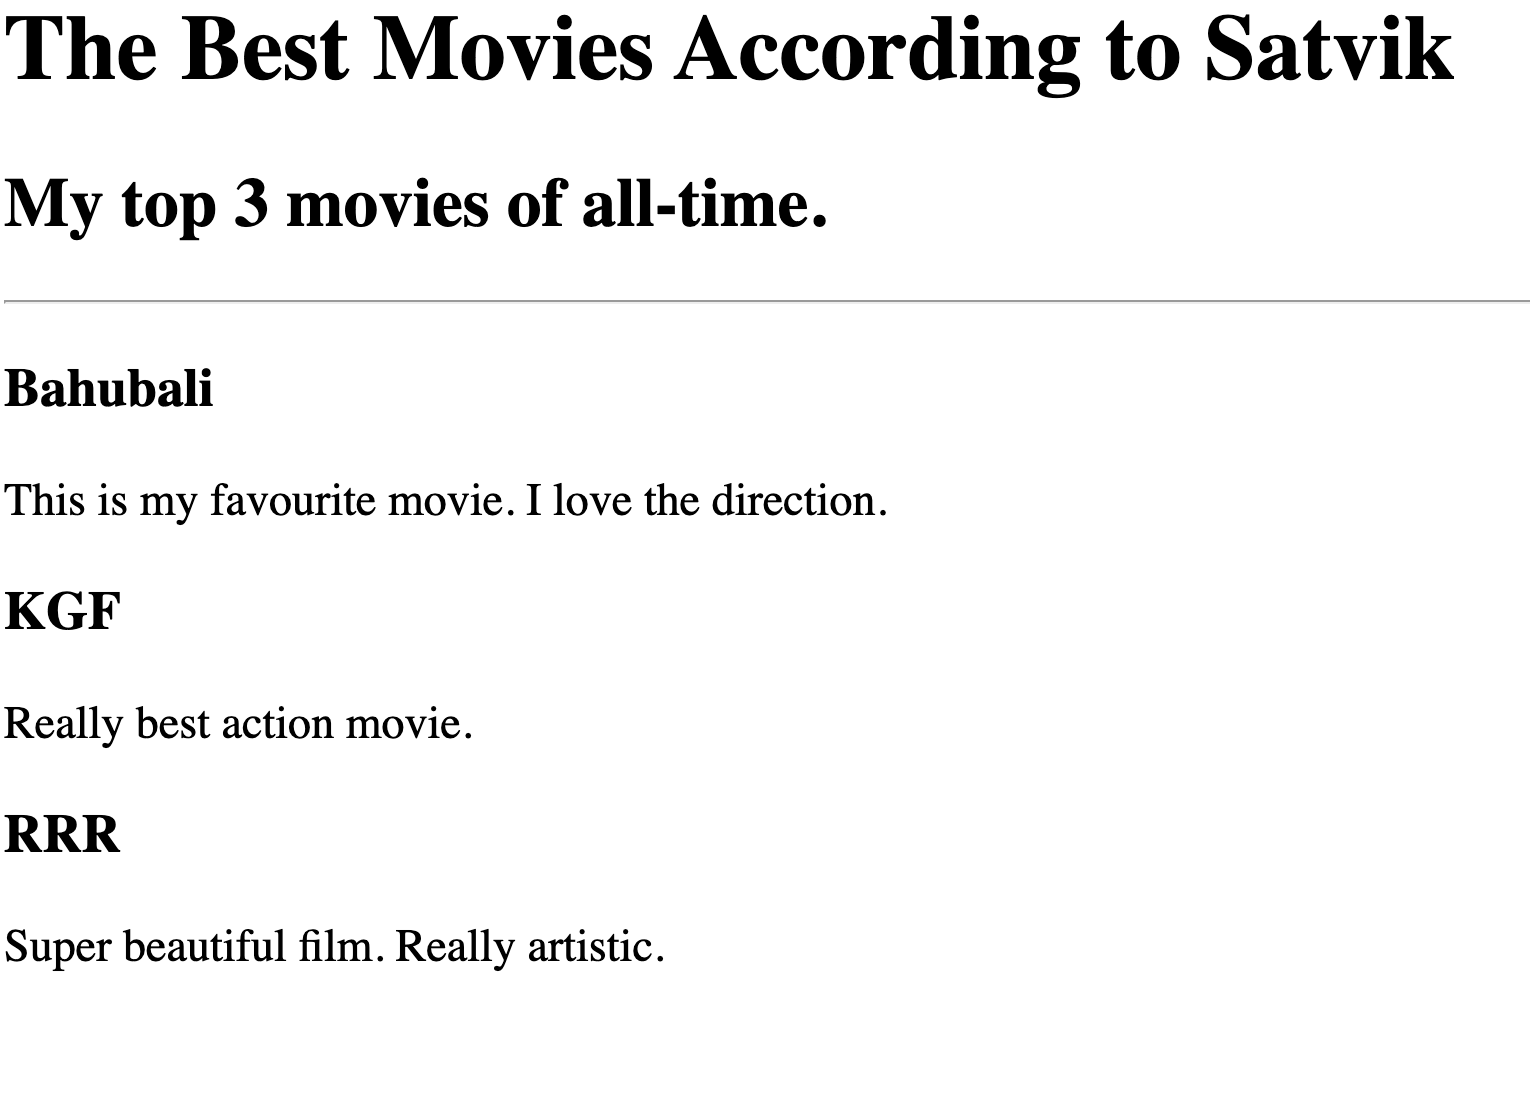 The Best Movies According to Satvik
My top 3 movies of all-time.
Bahubali
This is my favourite movie. I love the direction.
KGF
Really best action movie.
RRR
Super beautiful film. Really artistic.